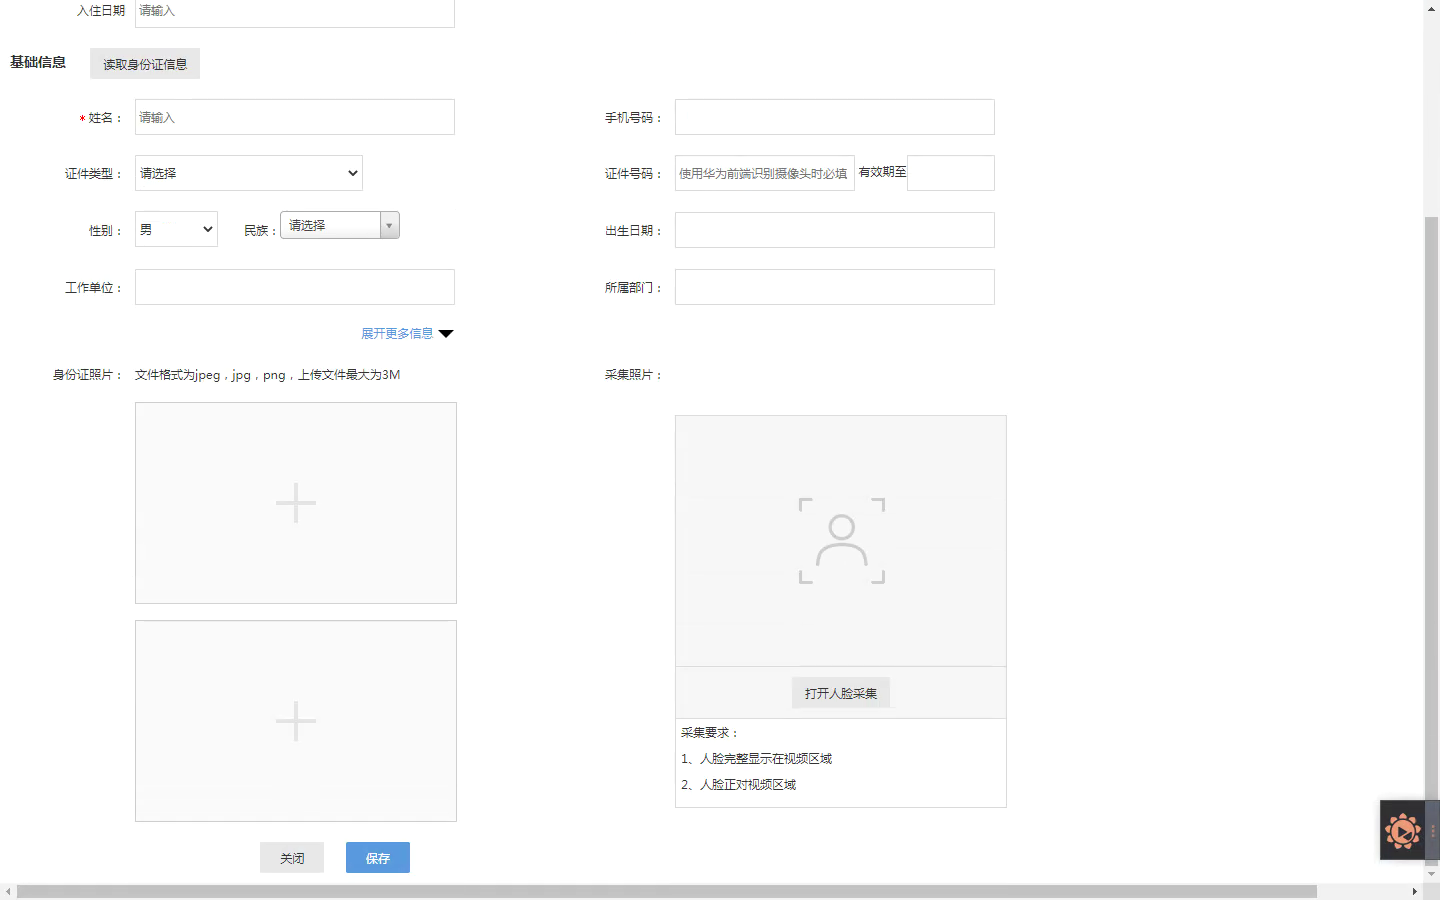 入住日期 请输入
基础信息 读取身份证信息
* 姓名： 请输入 手机号码：
证件类型： 请选择 证件号码： 使用华为前端识别摄像头时必填 有效期至
性别： 男 民族： 请选择 出生日期：
工作单位： 所属部门：
展开更多信息
身份证照片： 文件格式为jpeg，jpg，png，上传文件最大为3M 采集照片：
打开人脸采集
采集要求：
1、人脸完整显示在视频区域
2、人脸正对视频区域
关闭 保存